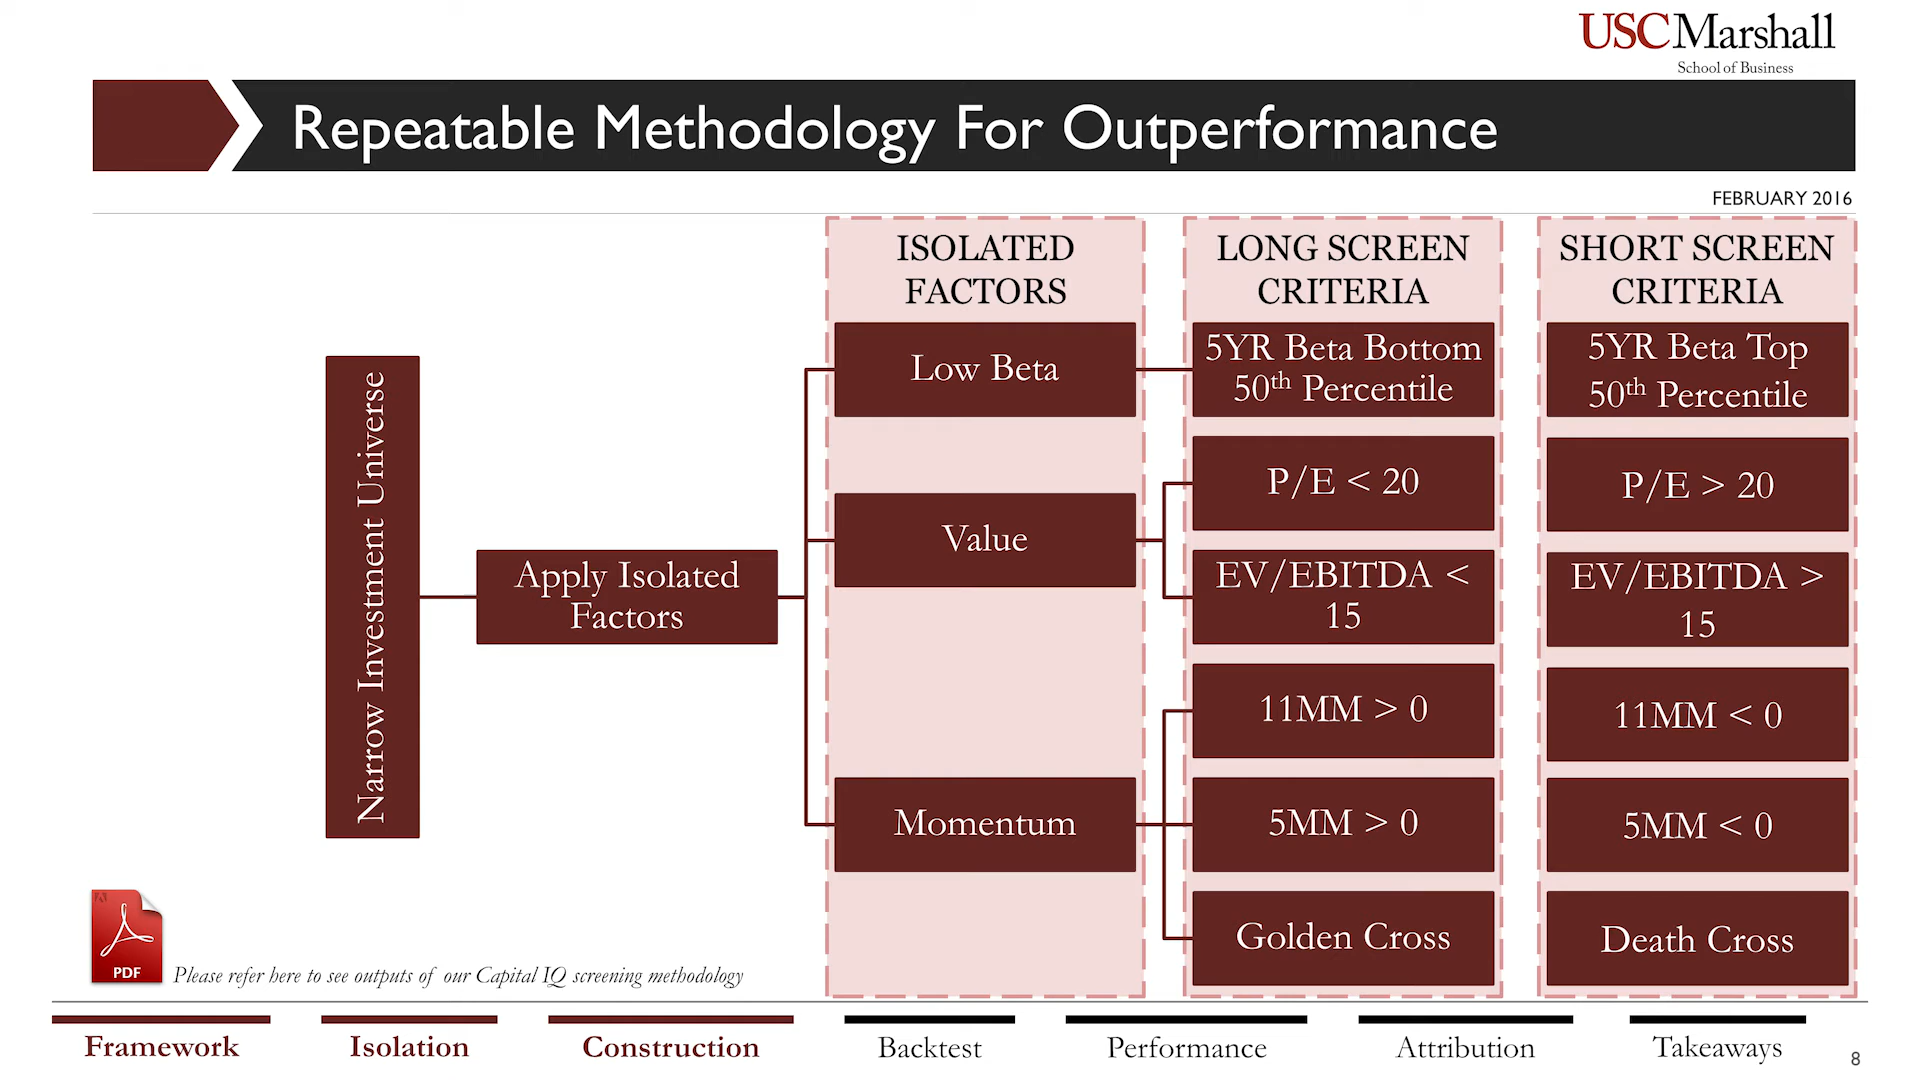 USC Marshall
School of Business
Repeatable Methodology For Outperformance
FEBRUARY 2016
Narrow Investment Universe
Apply Isolated
Factors
ISOLATED
FACTORS
Low Beta
Value
Momentum
LONG SCREEN
CRITERIA
5YR Beta Bottom
50th Percentile
P/E < 20
EV/EBITDA <
15
11MM > 0
5MM > 0
Golden Cross
SHORT SCREEN
CRITERIA
5YR Beta Top
50th Percentile
P/E > 20
EV/EBITDA >
15
11MM < 0
5MM < 0
Death Cross
PDF
Please refer here to see outputs of our Capital IQ screening methodology
Framework
Isolation
Construction
Backtest
Performance
Attribution
Takeaways
8